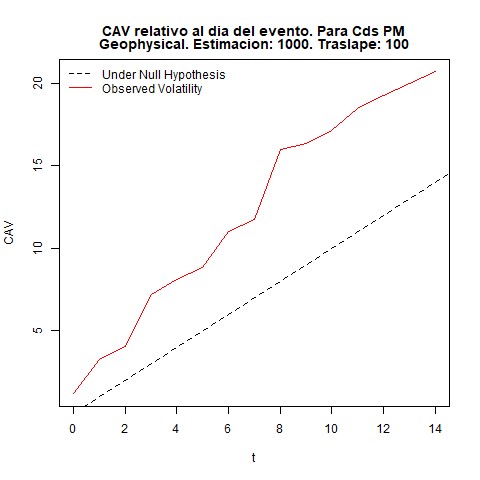 CAV relativo al dia del evento. Para Cds PM
Geophysical. Estimacion: 1000. Traslape: 100
Under Null Hypothesis
Observed Volatility
20
15
10
5
CAV
0 2 4 6 8 10 12 14
t